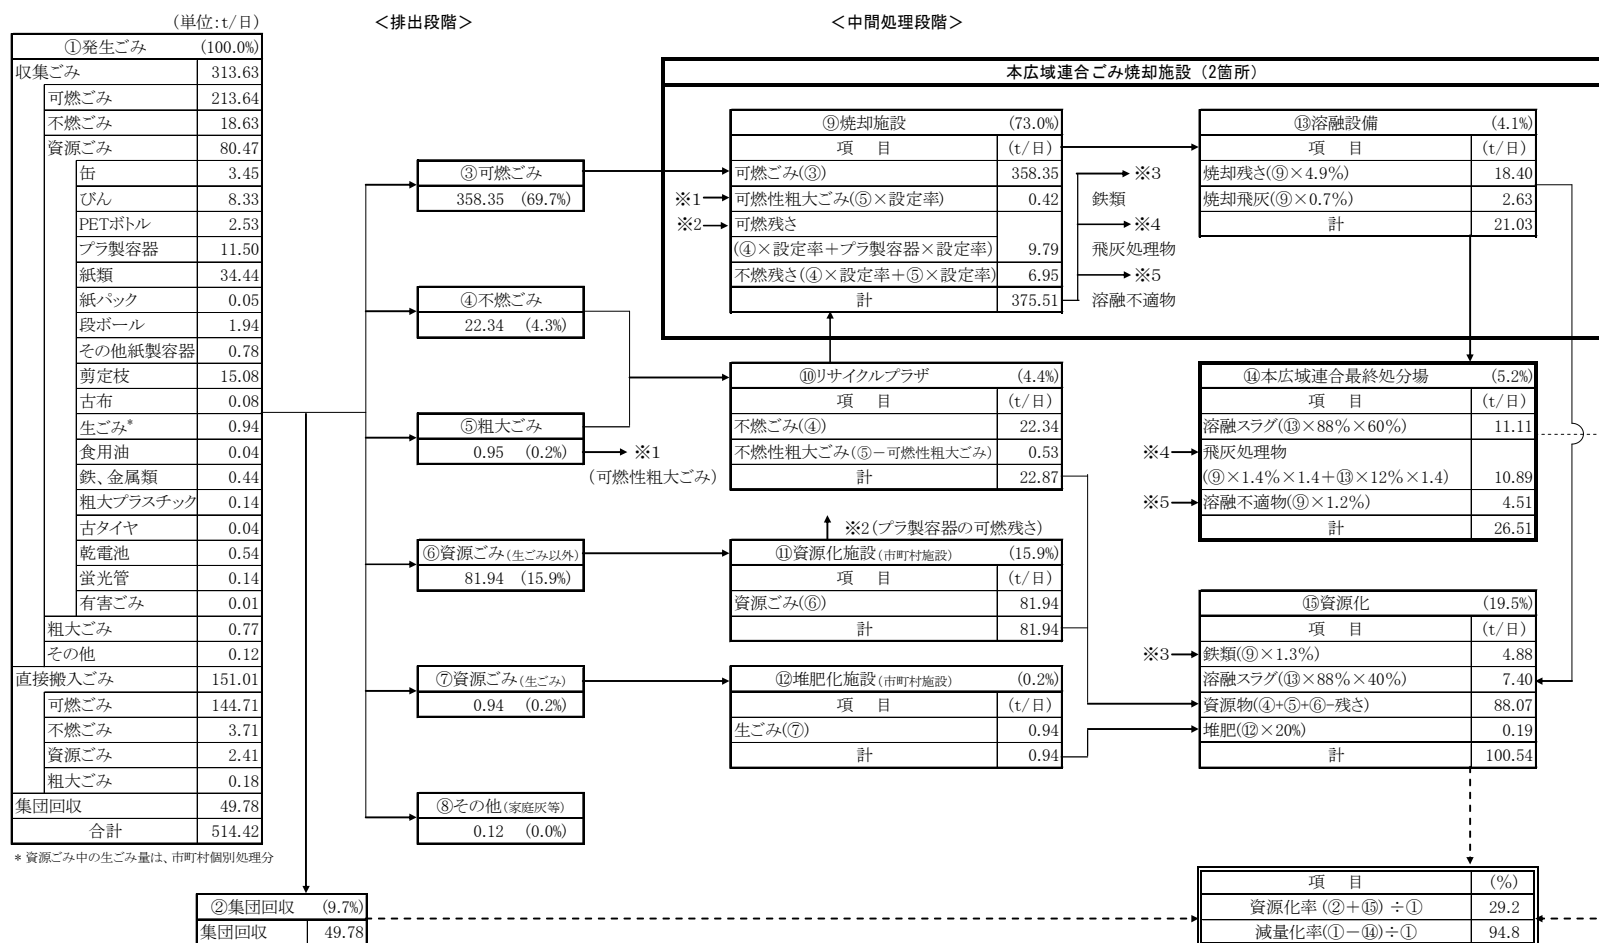 (単位:t/日)
＜排出段階＞
＜中間処理段階＞
①発生ごみ (100.0%)
収集ごみ 313.63
可燃ごみ 213.64
不燃ごみ 18.63
資源ごみ 80.47
缶 3.45
びん 8.33
PETボトル 2.53
プラ製容器 11.50
紙類 34.44
紙パック 0.05
段ボール 1.94
その他紙製容器 0.78
剪定枝 15.08
古布 0.08
生ごみ* 0.94
食用油 0.04
鉄、金属類 0.44
粗大プラスチック 0.14
古タイヤ 0.04
乾電池 0.54
蛍光管 0.14
有害ごみ 0.01
粗大ごみ 0.77
その他 0.12
直接搬入ごみ 151.01
可燃ごみ 144.71
不燃ごみ 3.71
資源ごみ 2.41
粗大ごみ 0.18
集団回収 49.78
合計 514.42
* 資源ごみ中の生ごみ量は、市町村個別処理分
②集団回収 (9.7%)
集団回収 49.78
③可燃ごみ
358.35 (69.7%)
④不燃ごみ
22.34 (4.3%)
⑤粗大ごみ
0.95 (0.2%)
※1
(可燃性粗大ごみ)
⑥資源ごみ(生ごみ以外)
81.94 (15.9%)
⑦資源ごみ(生ごみ)
0.94 (0.2%)
⑧その他(家庭灰等)
0.12 (0.0%)
本広域連合ごみ焼却施設（2箇所）
⑨焼却施設 (73.0%)
項 目 (t/日)
可燃ごみ(③) 358.35
※1
可燃性粗大ごみ(⑤×設定率) 0.42
※2
可燃残さ
(④×設定率＋プラ製容器×設定率) 9.79
不燃残さ(④×設定率＋⑤×設定率) 6.95
計 375.51
※3
鉄類
※4
飛灰処理物
※5
溶融不適物
⑬溶融設備 (4.1%)
項 目 (t/日)
焼却残さ(⑨×4.9%) 18.40
焼却飛灰(⑨×0.7%) 2.63
計 21.03
⑩リサイクルプラザ (4.4%)
項 目 (t/日)
不燃ごみ(④) 22.34
不燃性粗大ごみ(⑤－可燃性粗大ごみ) 0.53
計 22.87
※2(プラ製容器の可燃残さ)
⑪資源化施設(市町村施設) (15.9%)
項 目 (t/日)
資源ごみ(⑥) 81.94
計 81.94
⑫堆肥化施設(市町村施設) (0.2%)
項 目 (t/日)
生ごみ(⑦) 0.94
計 0.94
⑭本広域連合最終処分場 (5.2%)
項 目 (t/日)
溶融スラグ(⑬×88%×60%) 11.11
※4
飛灰処理物
(⑨×1.4%×1.4＋⑬×12%×1.4) 10.89
※5
溶融不適物(⑨×1.2%) 4.51
計 26.51
⑮資源化 (19.5%)
項 目 (t/日)
※3
鉄類(⑨×1.3%) 4.88
溶融スラグ(⑬×88%×40%) 7.40
資源物(④+⑤+⑥-残さ) 88.07
堆肥(⑫×20%) 0.19
計 100.54
項 目 (%)
資源化率 (②＋⑮) ÷① 29.2
減量化率(①－⑭)÷① 94.8